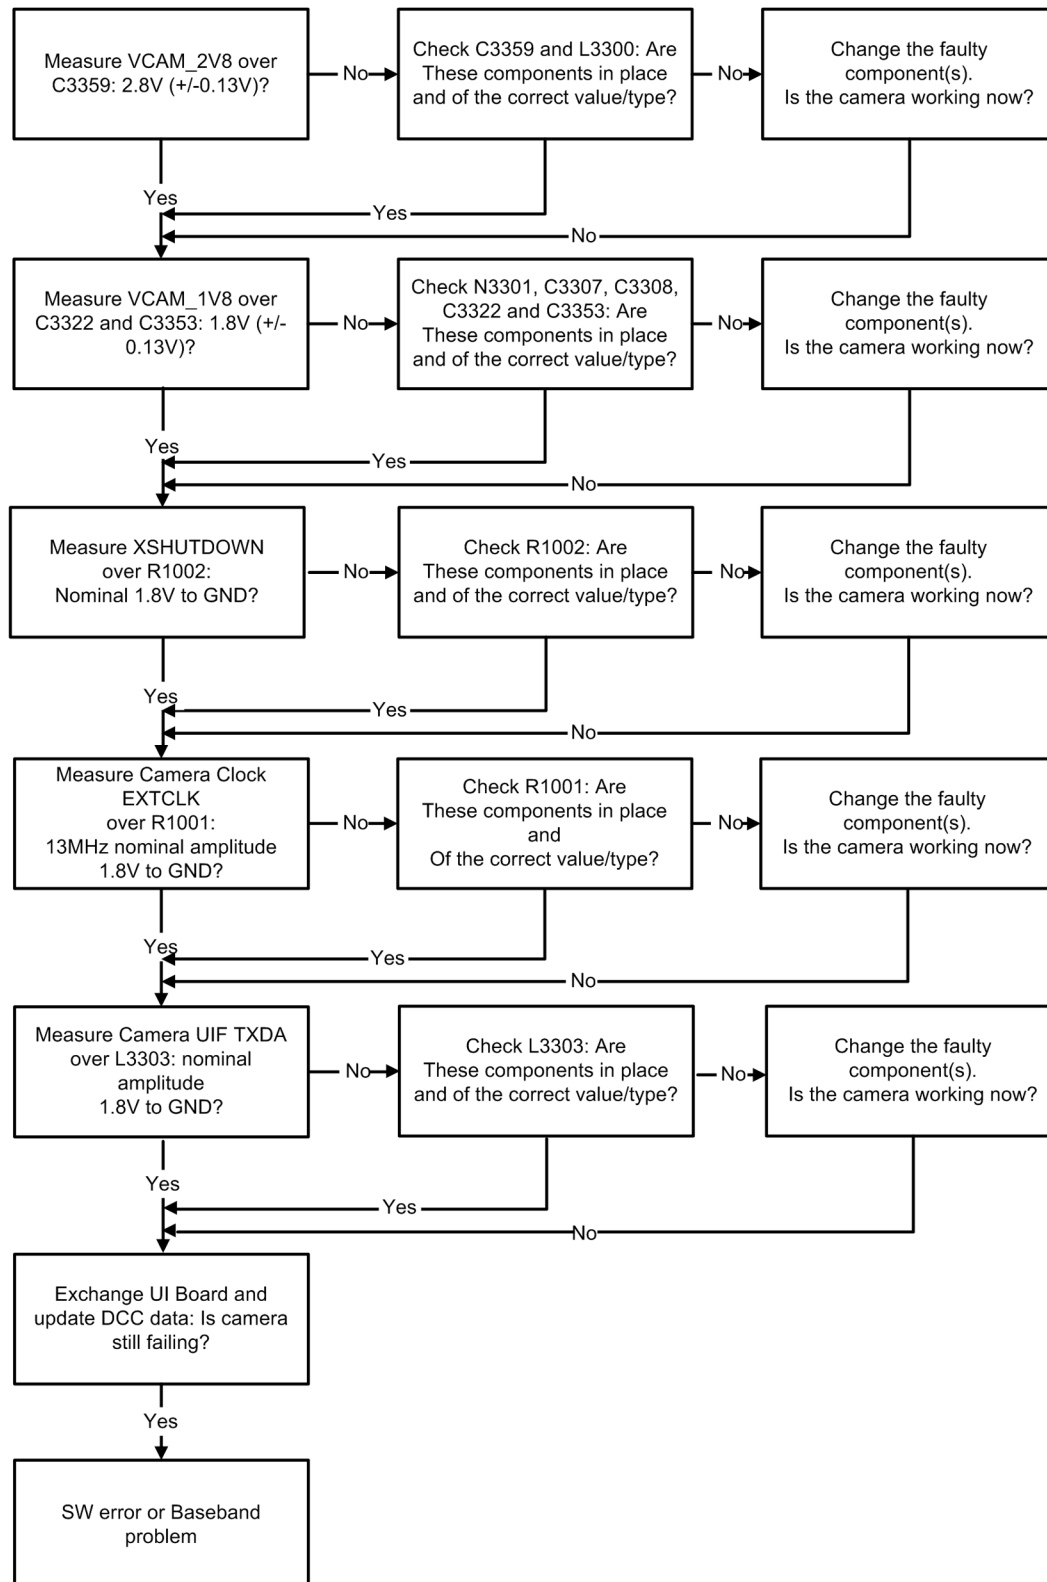 Measure VCAM_2V8 over
C3359: 2.8V (+/-0.13V)?
No
Check C3359 and L3300: Are
These components in place
and of the correct value/type?
No
Change the faulty
component(s).
Is the camera working now?
Yes
Yes
No
Measure VCAM_1V8 over
C3322 and C3353: 1.8V (+/-
0.13V)?
No
Check N3301, C3307, C3308,
C3322 and C3353: Are
These components in place
and of the correct value/type?
No
Change the faulty
component(s).
Is the camera working now?
Yes
Yes
No
Measure XSHUTDOWN
over R1002:
Nominal 1.8V to GND?
No
Check R1002: Are
These components in place
and of the correct value/type?
No
Change the faulty
component(s).
Is the camera working now?
Yes
Yes
No
Measure Camera Clock
EXTCLK
over R1001:
13MHz nominal amplitude
1.8V to GND?
No
Check R1001: Are
These components in place
and
Of the correct value/type?
No
Change the faulty
component(s).
Is the camera working now?
Yes
Yes
No
Measure Camera UIF TXDA
over L3303: nominal
amplitude
1.8V to GND?
No
Check L3303: Are
These components in place
and of the correct value/type?
No
Change the faulty
component(s).
Is the camera working now?
Yes
Yes
No
Exchange UI Board and
update DCC data: Is camera
still failing?
Yes
SW error or Baseband
problem